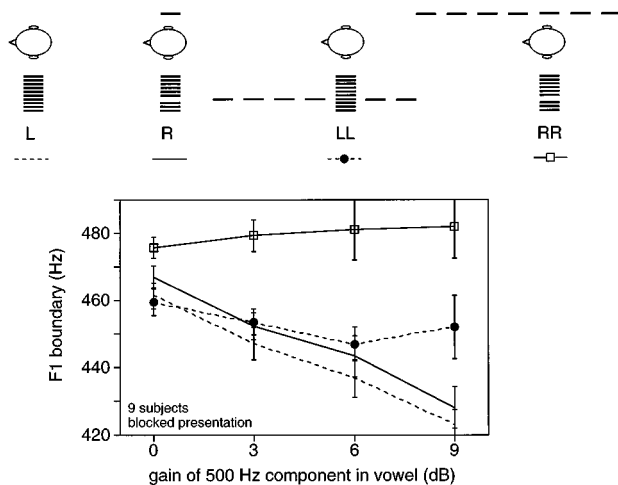 L R LL RR
F1 boundary (Hz)
480
460
440
420
9 subjects
blocked presentation
0 3 6 9
gain of 500 Hz component in vowel (dB)